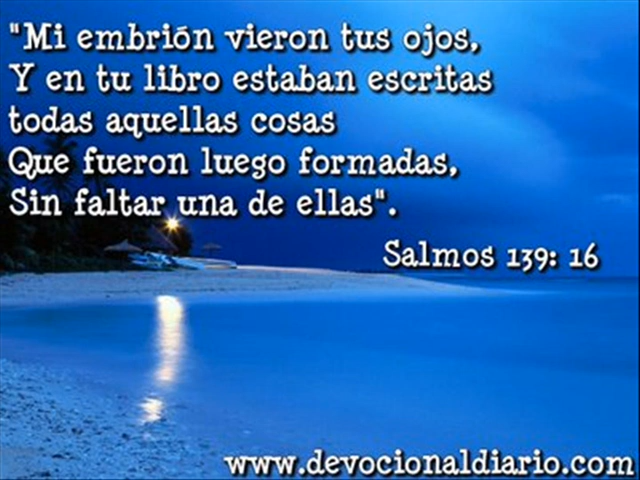 "Mi embrión vieron tus ojos,
Y en tu libro estaban escritas
todas aquellas cosas
Que fueron luego formadas,
Sin faltar una de ellas".
Salmos 139: 16
www.devocionaldiario.com